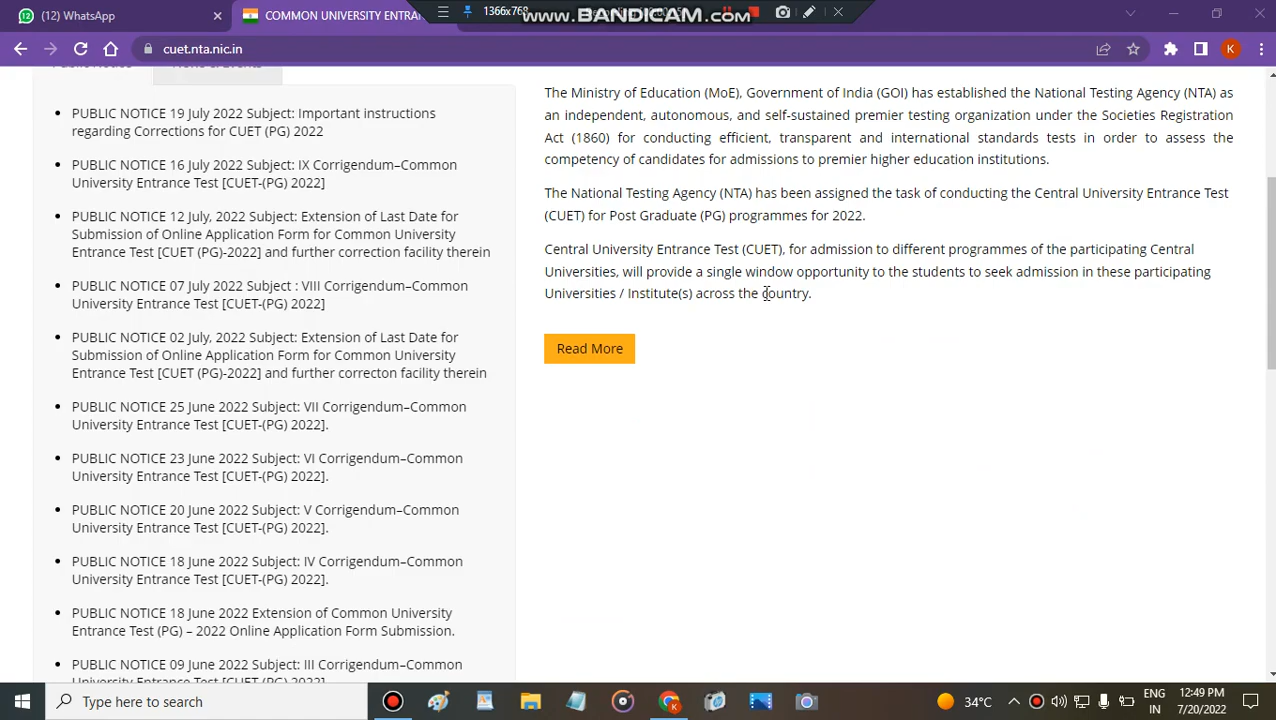 (12) WhatsApp
COMMON UNIVERSITY ENTRA
1366x768
www.BANDICAM.com
cuet.nta.nic.in
PUBLIC NOTICE 19 July 2022 Subject: Important instructions
regarding Corrections for CUET (PG) 2022
PUBLIC NOTICE 16 July 2022 Subject: IX Corrigendum–Common
University Entrance Test [CUET-(PG) 2022]
PUBLIC NOTICE 12 July, 2022 Subject: Extension of Last Date for
Submission of Online Application Form for Common University
Entrance Test [CUET (PG)-2022] and further correction facility therein
PUBLIC NOTICE 07 July 2022 Subject : VIII Corrigendum–Common
University Entrance Test [CUET-(PG) 2022]
PUBLIC NOTICE 02 July, 2022 Subject: Extension of Last Date for
Submission of Online Application Form for Common University
Entrance Test [CUET (PG)-2022] and further correcton facility therein
PUBLIC NOTICE 25 June 2022 Subject: VII Corrigendum–Common
University Entrance Test [CUET-(PG) 2022].
PUBLIC NOTICE 23 June 2022 Subject: VI Corrigendum–Common
University Entrance Test [CUET-(PG) 2022].
PUBLIC NOTICE 20 June 2022 Subject: V Corrigendum–Common
University Entrance Test [CUET-(PG) 2022].
PUBLIC NOTICE 18 June 2022 Subject: IV Corrigendum–Common
University Entrance Test [CUET-(PG) 2022].
PUBLIC NOTICE 18 June 2022 Extension of Common University
Entrance Test (PG) – 2022 Online Application Form Submission.
PUBLIC NOTICE 09 June 2022 Subject: III Corrigendum–Common
University Entrance Test [CUET-(PG) 2022]
The Ministry of Education (MoE), Government of India (GOI) has established the National Testing Agency (NTA) as
an independent, autonomous, and self-sustained premier testing organization under the Societies Registration
Act (1860) for conducting efficient, transparent and international standards tests in order to assess the
competency of candidates for admissions to premier higher education institutions.
The National Testing Agency (NTA) has been assigned the task of conducting the Central University Entrance Test
(CUET) for Post Graduate (PG) programmes for 2022.
Central University Entrance Test (CUET), for admission to different programmes of the participating Central
Universities, will provide a single window opportunity to the students to seek admission in these participating
Universities / Institute(s) across the country.
Read More
Type here to search
34°C
ENG
IN
12:49 PM
7/20/2022
K